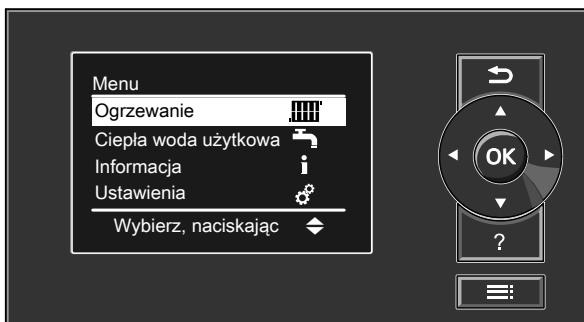 Menu
Ogrzewanie
Ciepła woda użytkowa
Informacja
Ustawienia
Wybierz, naciskając
OK
?